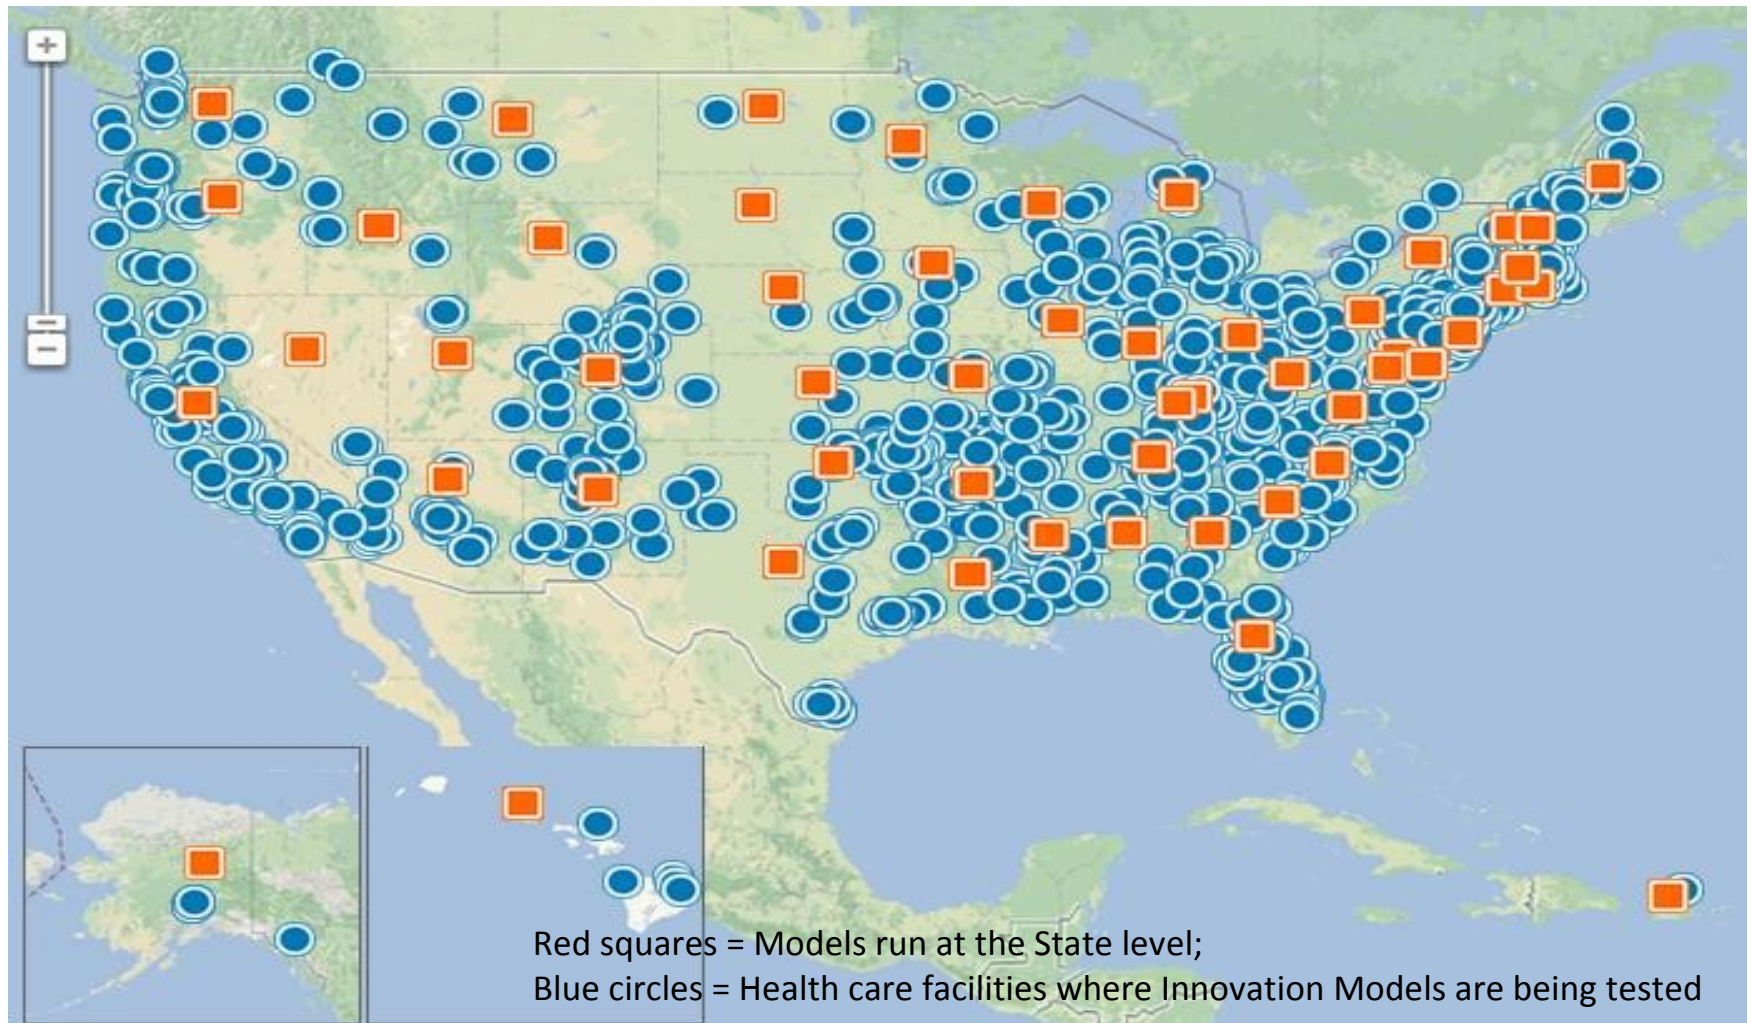 Red squares = Models run at the State level;
Blue circles = Health care facilities where Innovation Models are being tested